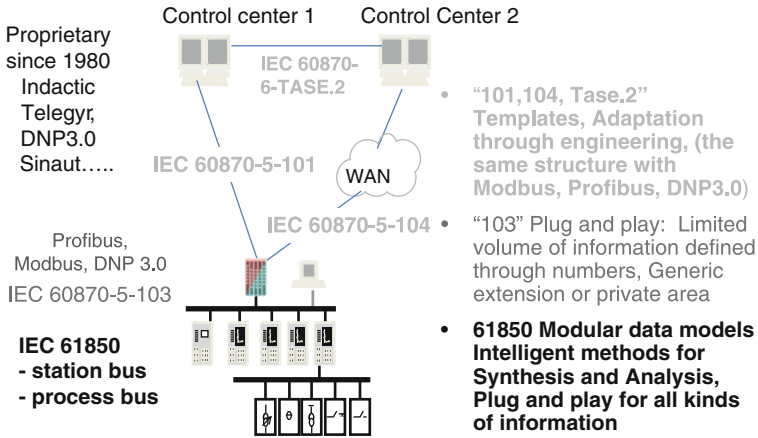 Control center 1
Control Center 2
Proprietary
since 1980
Indactic
Telegyr,
DNP3.0
Sinaut.....
IEC 60870-
6-TASE.2
IEC 60870-5-101
WAN
IEC 60870-5-104
Profibus,
Modbus, DNP 3.0
IEC 60870-5-103
IEC 61850
- station bus
- process bus
• “101,104, Tase.2”
Templates, Adaptation
through engineering, (the
same structure with
Modbus, Profibus, DNP3.0)
• “103” Plug and play: Limited
volume of information defined
through numbers, Generic
extension or private area
• 61850 Modular data models
Intelligent methods for
Synthesis and Analysis,
Plug and play for all kinds
of information